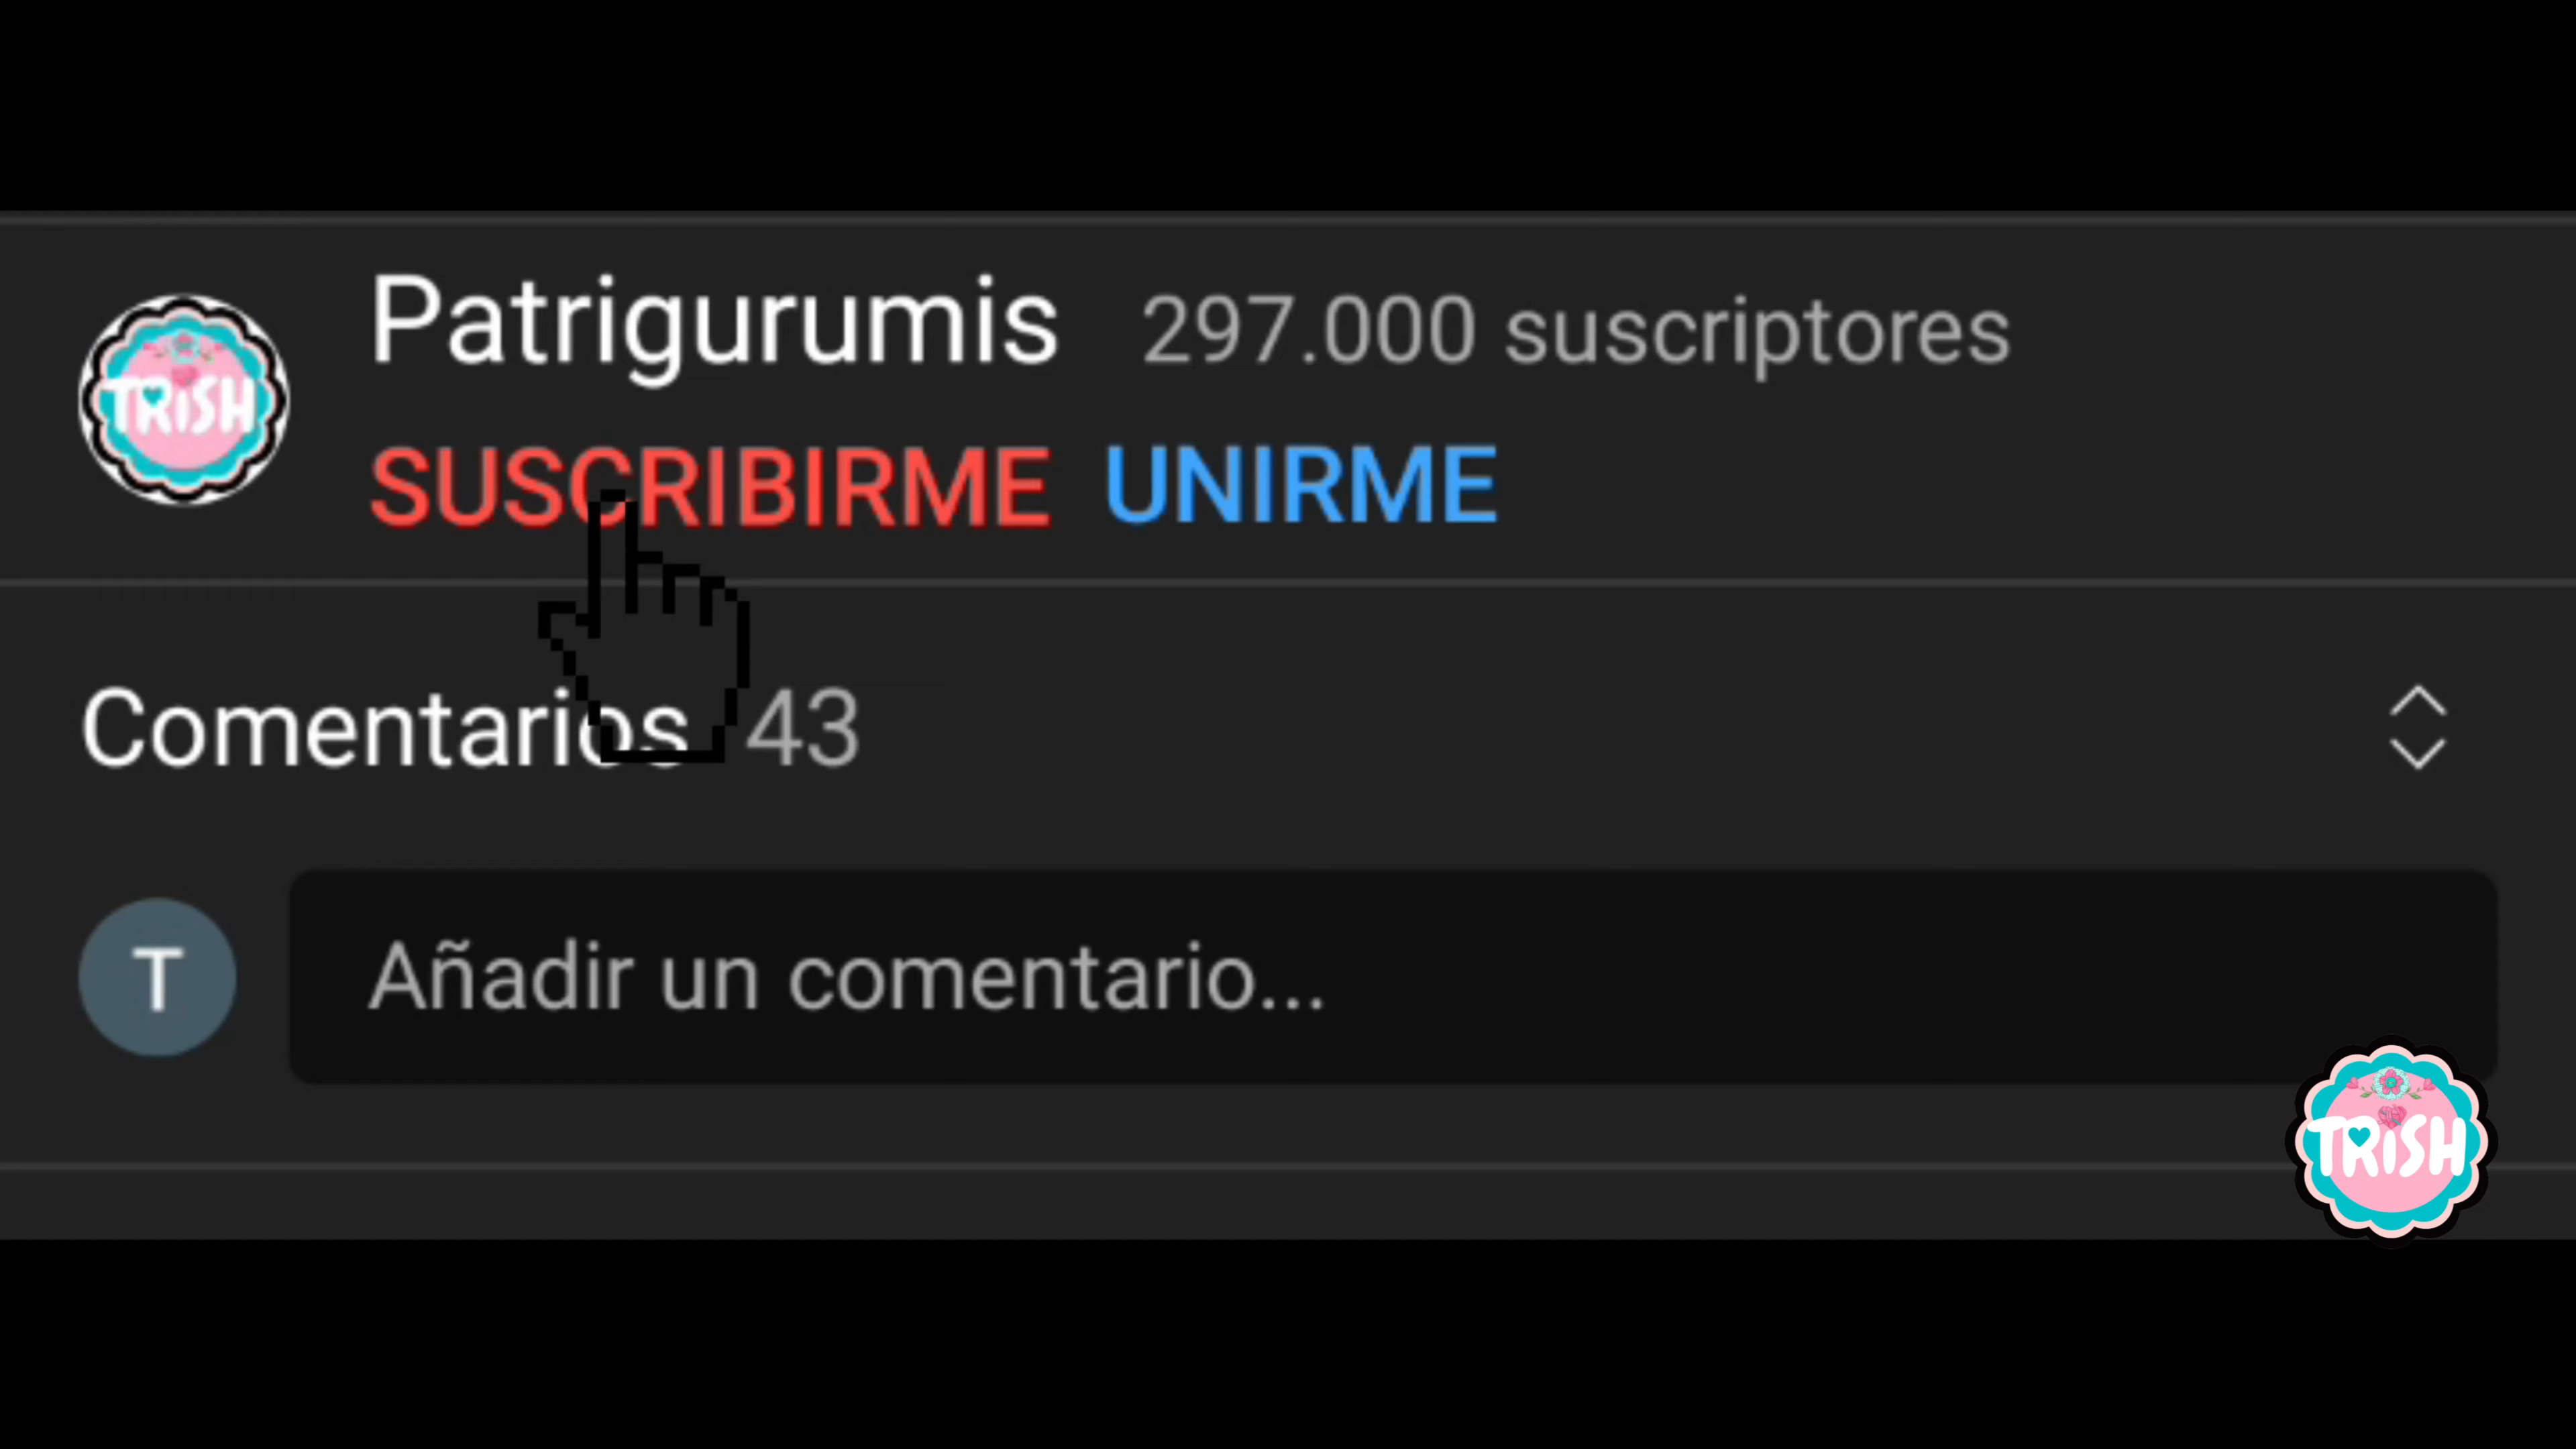 TRISH
Patrigurumis 297.000 suscriptores
SUSCRIBIRME UNIRME
Comentarios 43
T
Añadir un comentario...
TRISH